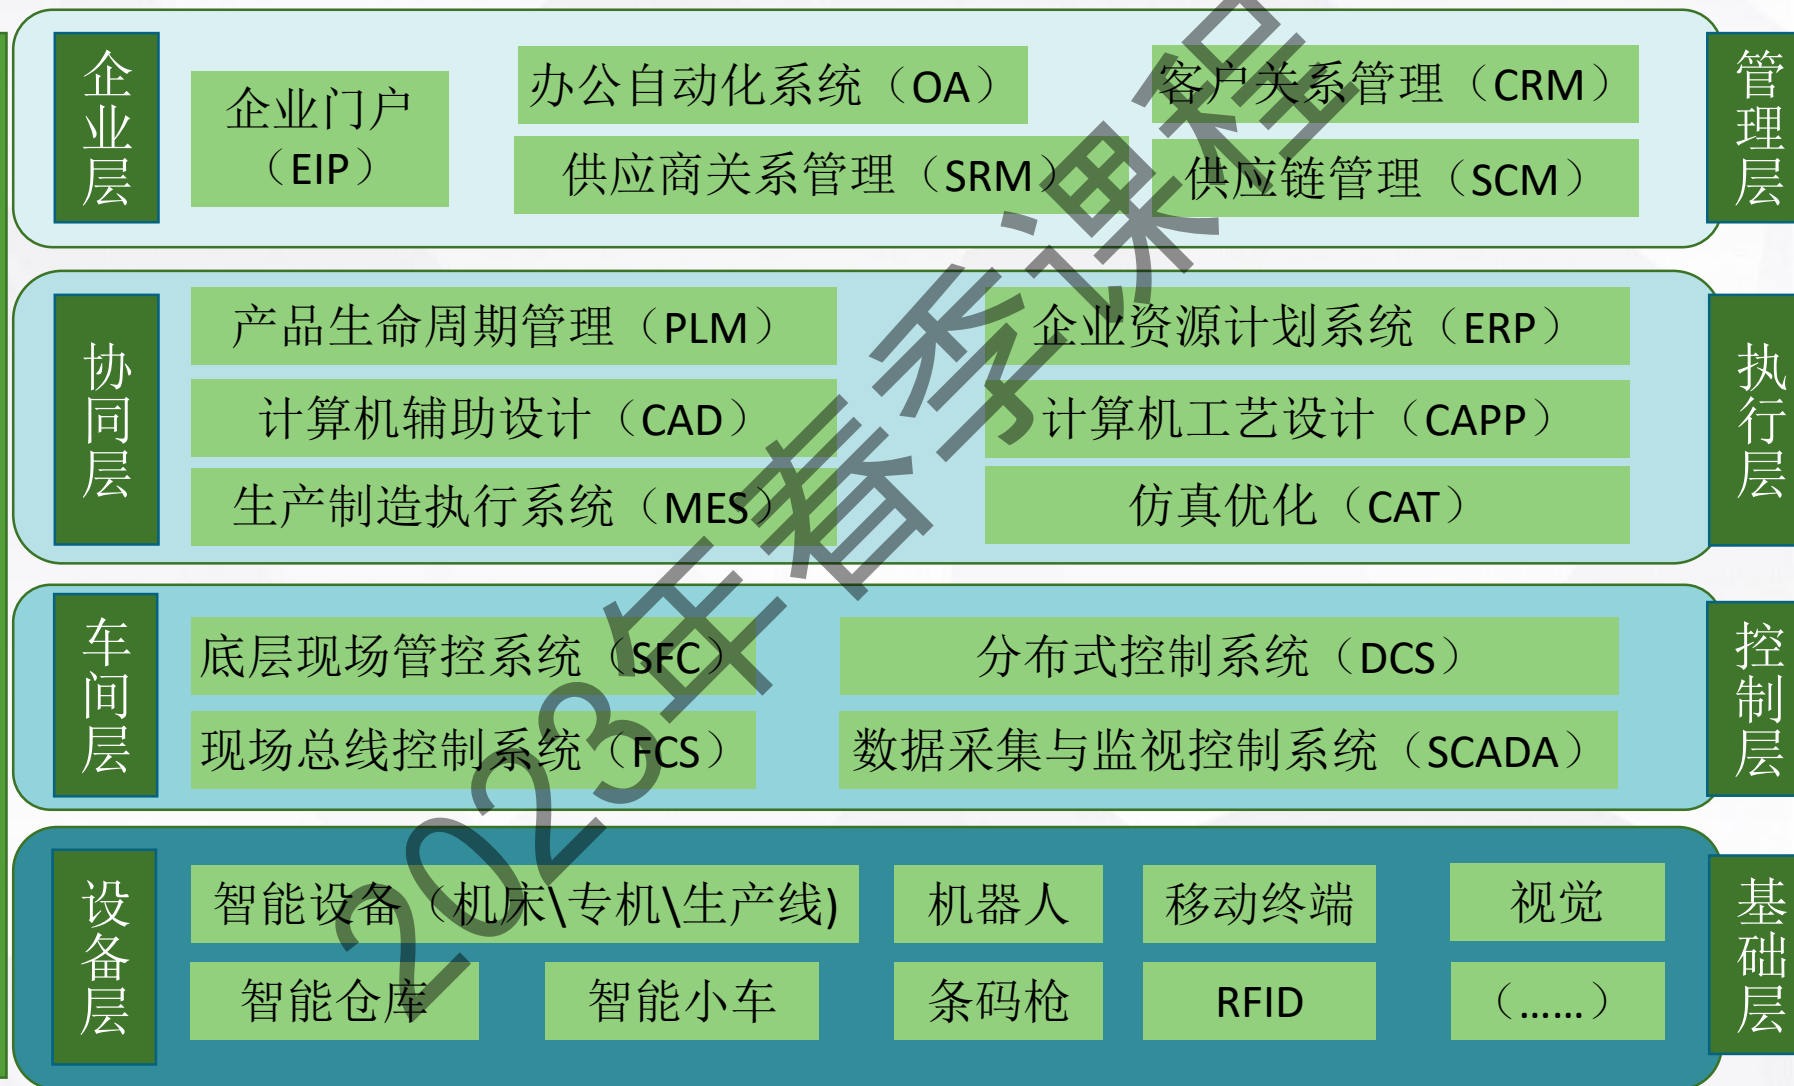 企业层
企业门户
（EIP）
办公自动化系统（OA）
客户关系管理（CRM）
供应商关系管理（SRM）
供应链管理（SCM）
管理层
协同层
产品生命周期管理（PLM）
企业资源计划系统（ERP）
计算机辅助设计（CAD）
计算机工艺设计（CAPP）
生产制造执行系统（MES）
仿真优化（CAT）
执行层
车间层
底层现场管控系统（SFC）
分布式控制系统（DCS）
现场总线控制系统（FCS）
数据采集与监视控制系统（SCADA）
控制层
设备层
智能设备（机床\专机\生产线)
机器人
移动终端
视觉
智能仓库
智能小车
条码枪
RFID
（……）
基础层
2023年春季课程